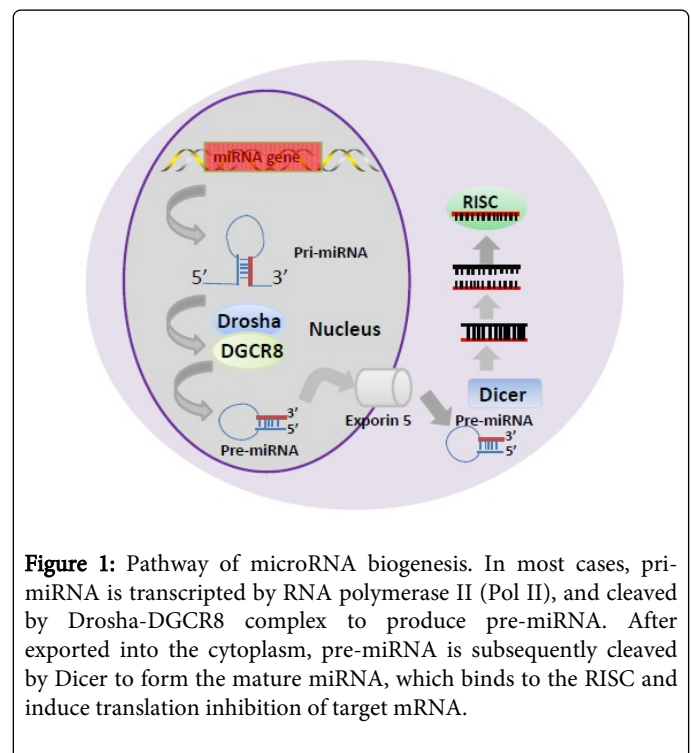 miRNA gene
RISC
Pri-miRNA
5’ 3’
Drosha
DGCR8
Nucleus
3’
5’
Pre-miRNA
Exporin 5
Dicer
Pre-miRNA
3’
5’
Figure 1: Pathway of microRNA biogenesis. In most cases, pri-
miRNA is transcripted by RNA polymerase II (Pol II), and cleaved
by Drosha-DGCR8 complex to produce pre-miRNA. After
exported into the cytoplasm, pre-miRNA is subsequently cleaved
by Dicer to form the mature miRNA, which binds to the RISC and
induce translation inhibition of target mRNA.